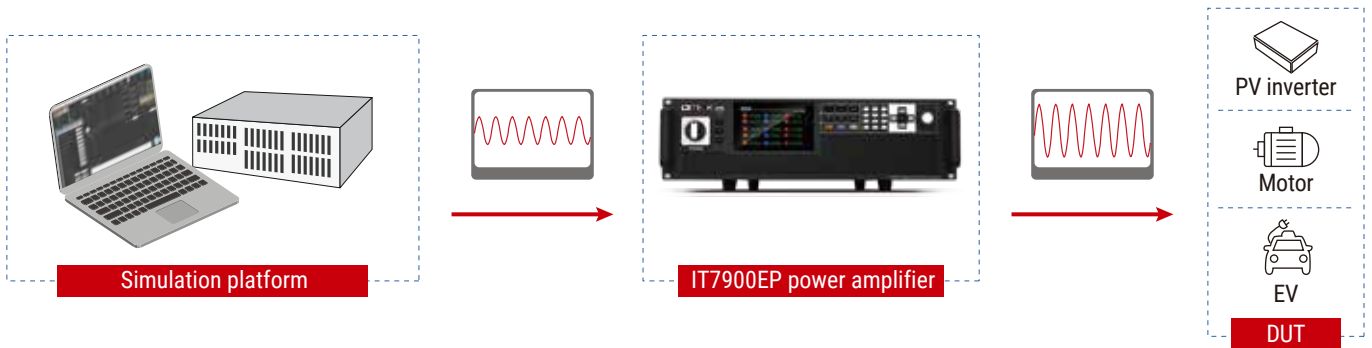 Simulation platform
IT7900EP power amplifier
PV inverter
Motor
EV
DUT